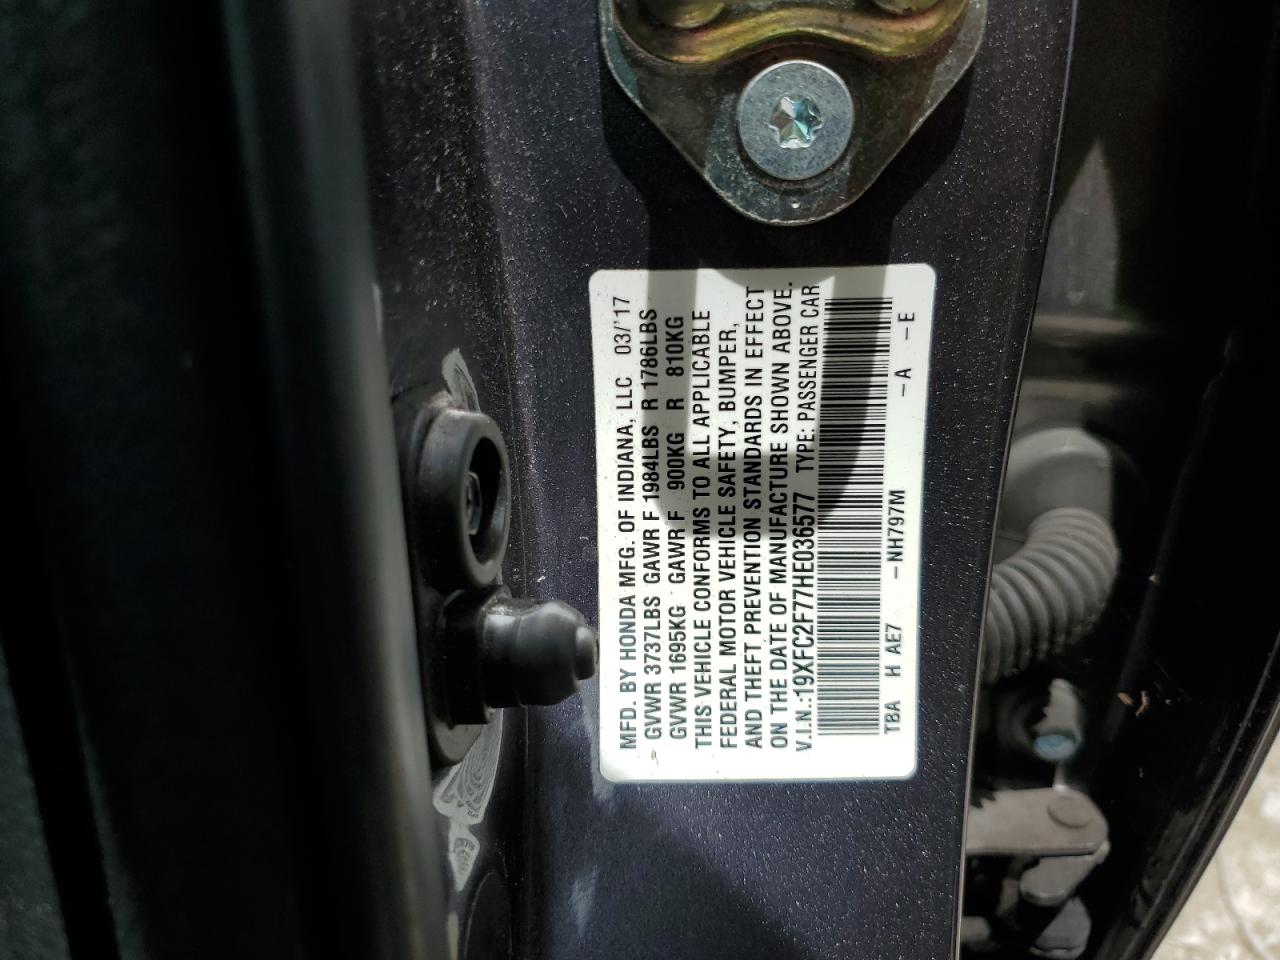 MFD. BY HONDA MFG. OF INDIANA, LLC 03/'17
GVWR 3737LBS GAWR F 1984LBS R 1786LBS
GVWR 1695KG GAWR F 900KG R 810KG
THIS VEHICLE CONFORMS TO ALL APPLICABLE
FEDERAL MOTOR VEHICLE SAFETY, BUMPER,
AND THEFT PREVENTION STANDARDS IN EFFECT
ON THE DATE OF MANUFACTURE SHOWN ABOVE.
V.I.N.:19XFC2F77HE036577 TYPE: PASSENGER CAR
TBA H AE7 -NH797M -A -E